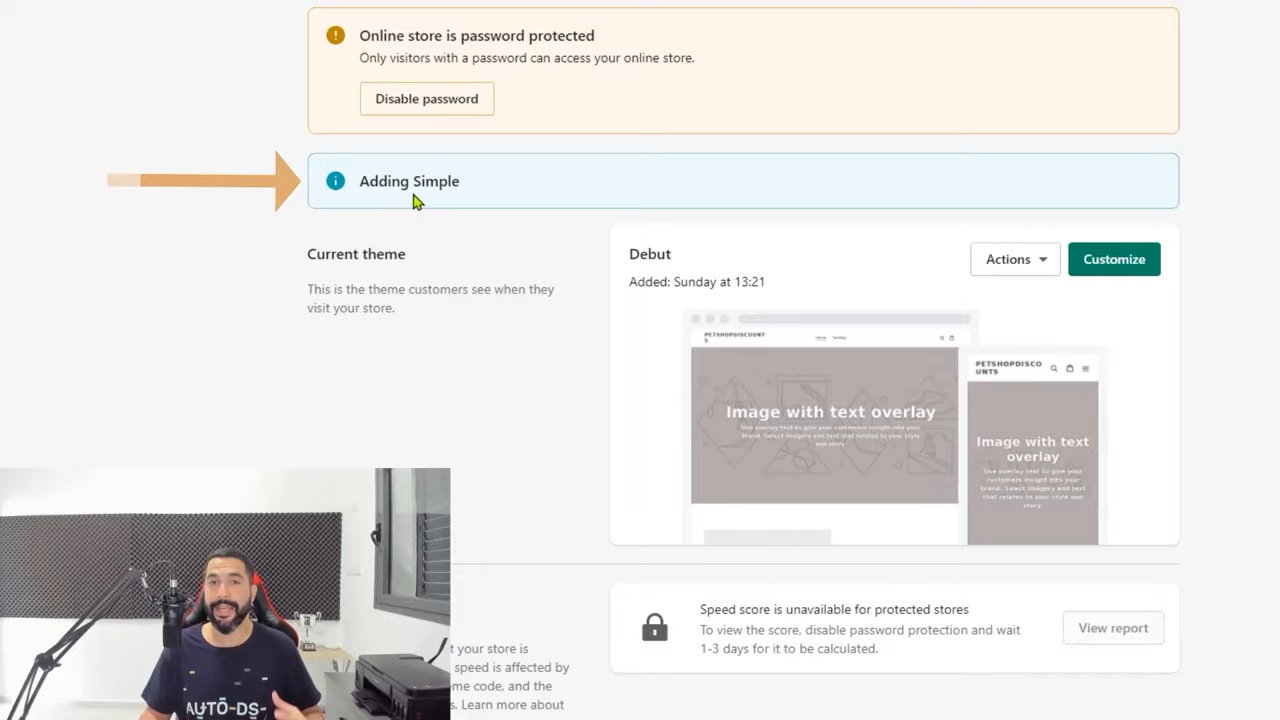 Online store is password protected
Only visitors with a password can access your online store.
Disable password
Adding Simple
Current theme
This is the theme customers see when they
visit your store.
Debut
Added: Sunday at 13:21
Actions
Customize
PETSHOPDISCOUNT
S
Home
Catalog
Image with text overlay
Use overlay text to give your customers insight into your
brand. Select imagery and text that relates to your style
and story.
PETSHOPDISCO
UNTS
Image with text
overlay
Use overlay text to give your
customers insight into your
brand. Select imagery and text
that relates to your style and
story.
Speed score is unavailable for protected stores
To view the score, disable password protection and wait
1-3 days for it to be calculated.
View report
t your store is
speed is affected by
me code, and the
s. Learn more about
AUTO-DS-